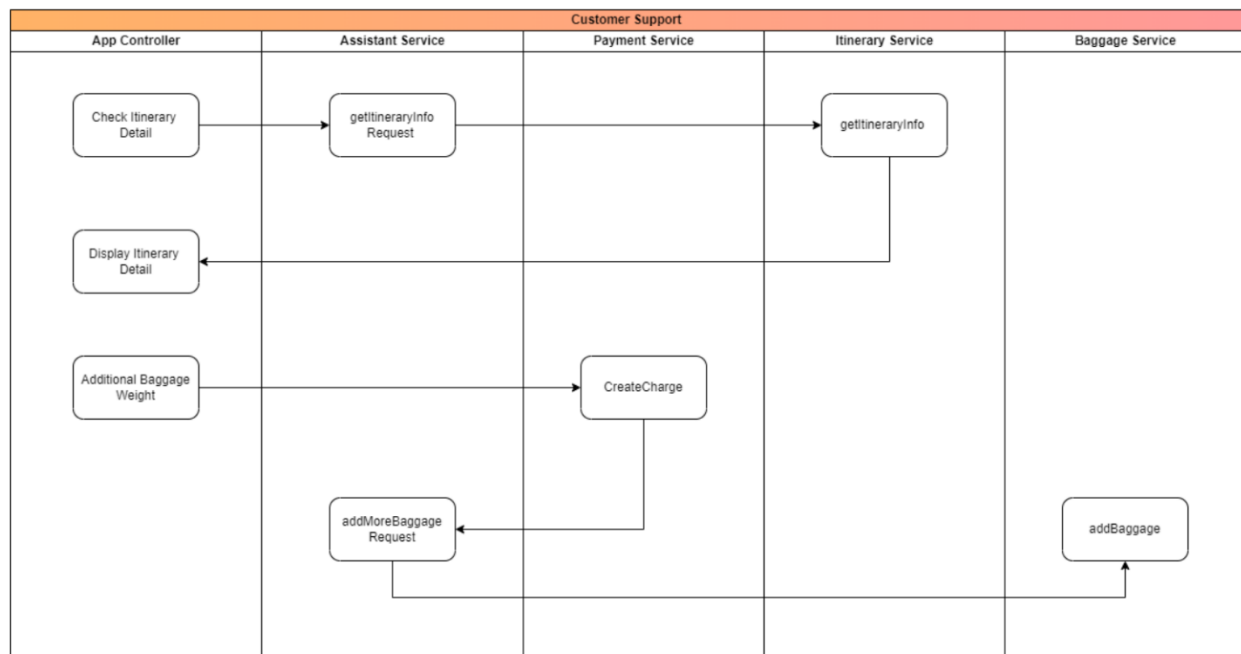 Customer Support
App Controller
Assistant Service
Payment Service
Itinerary Service
Baggage Service
Check Itinerary
Detail
getItineraryInfo
Request
getItineraryInfo
Display Itinerary
Detail
Additional Baggage
Weight
CreateCharge
addMoreBaggage
Request
addBaggage